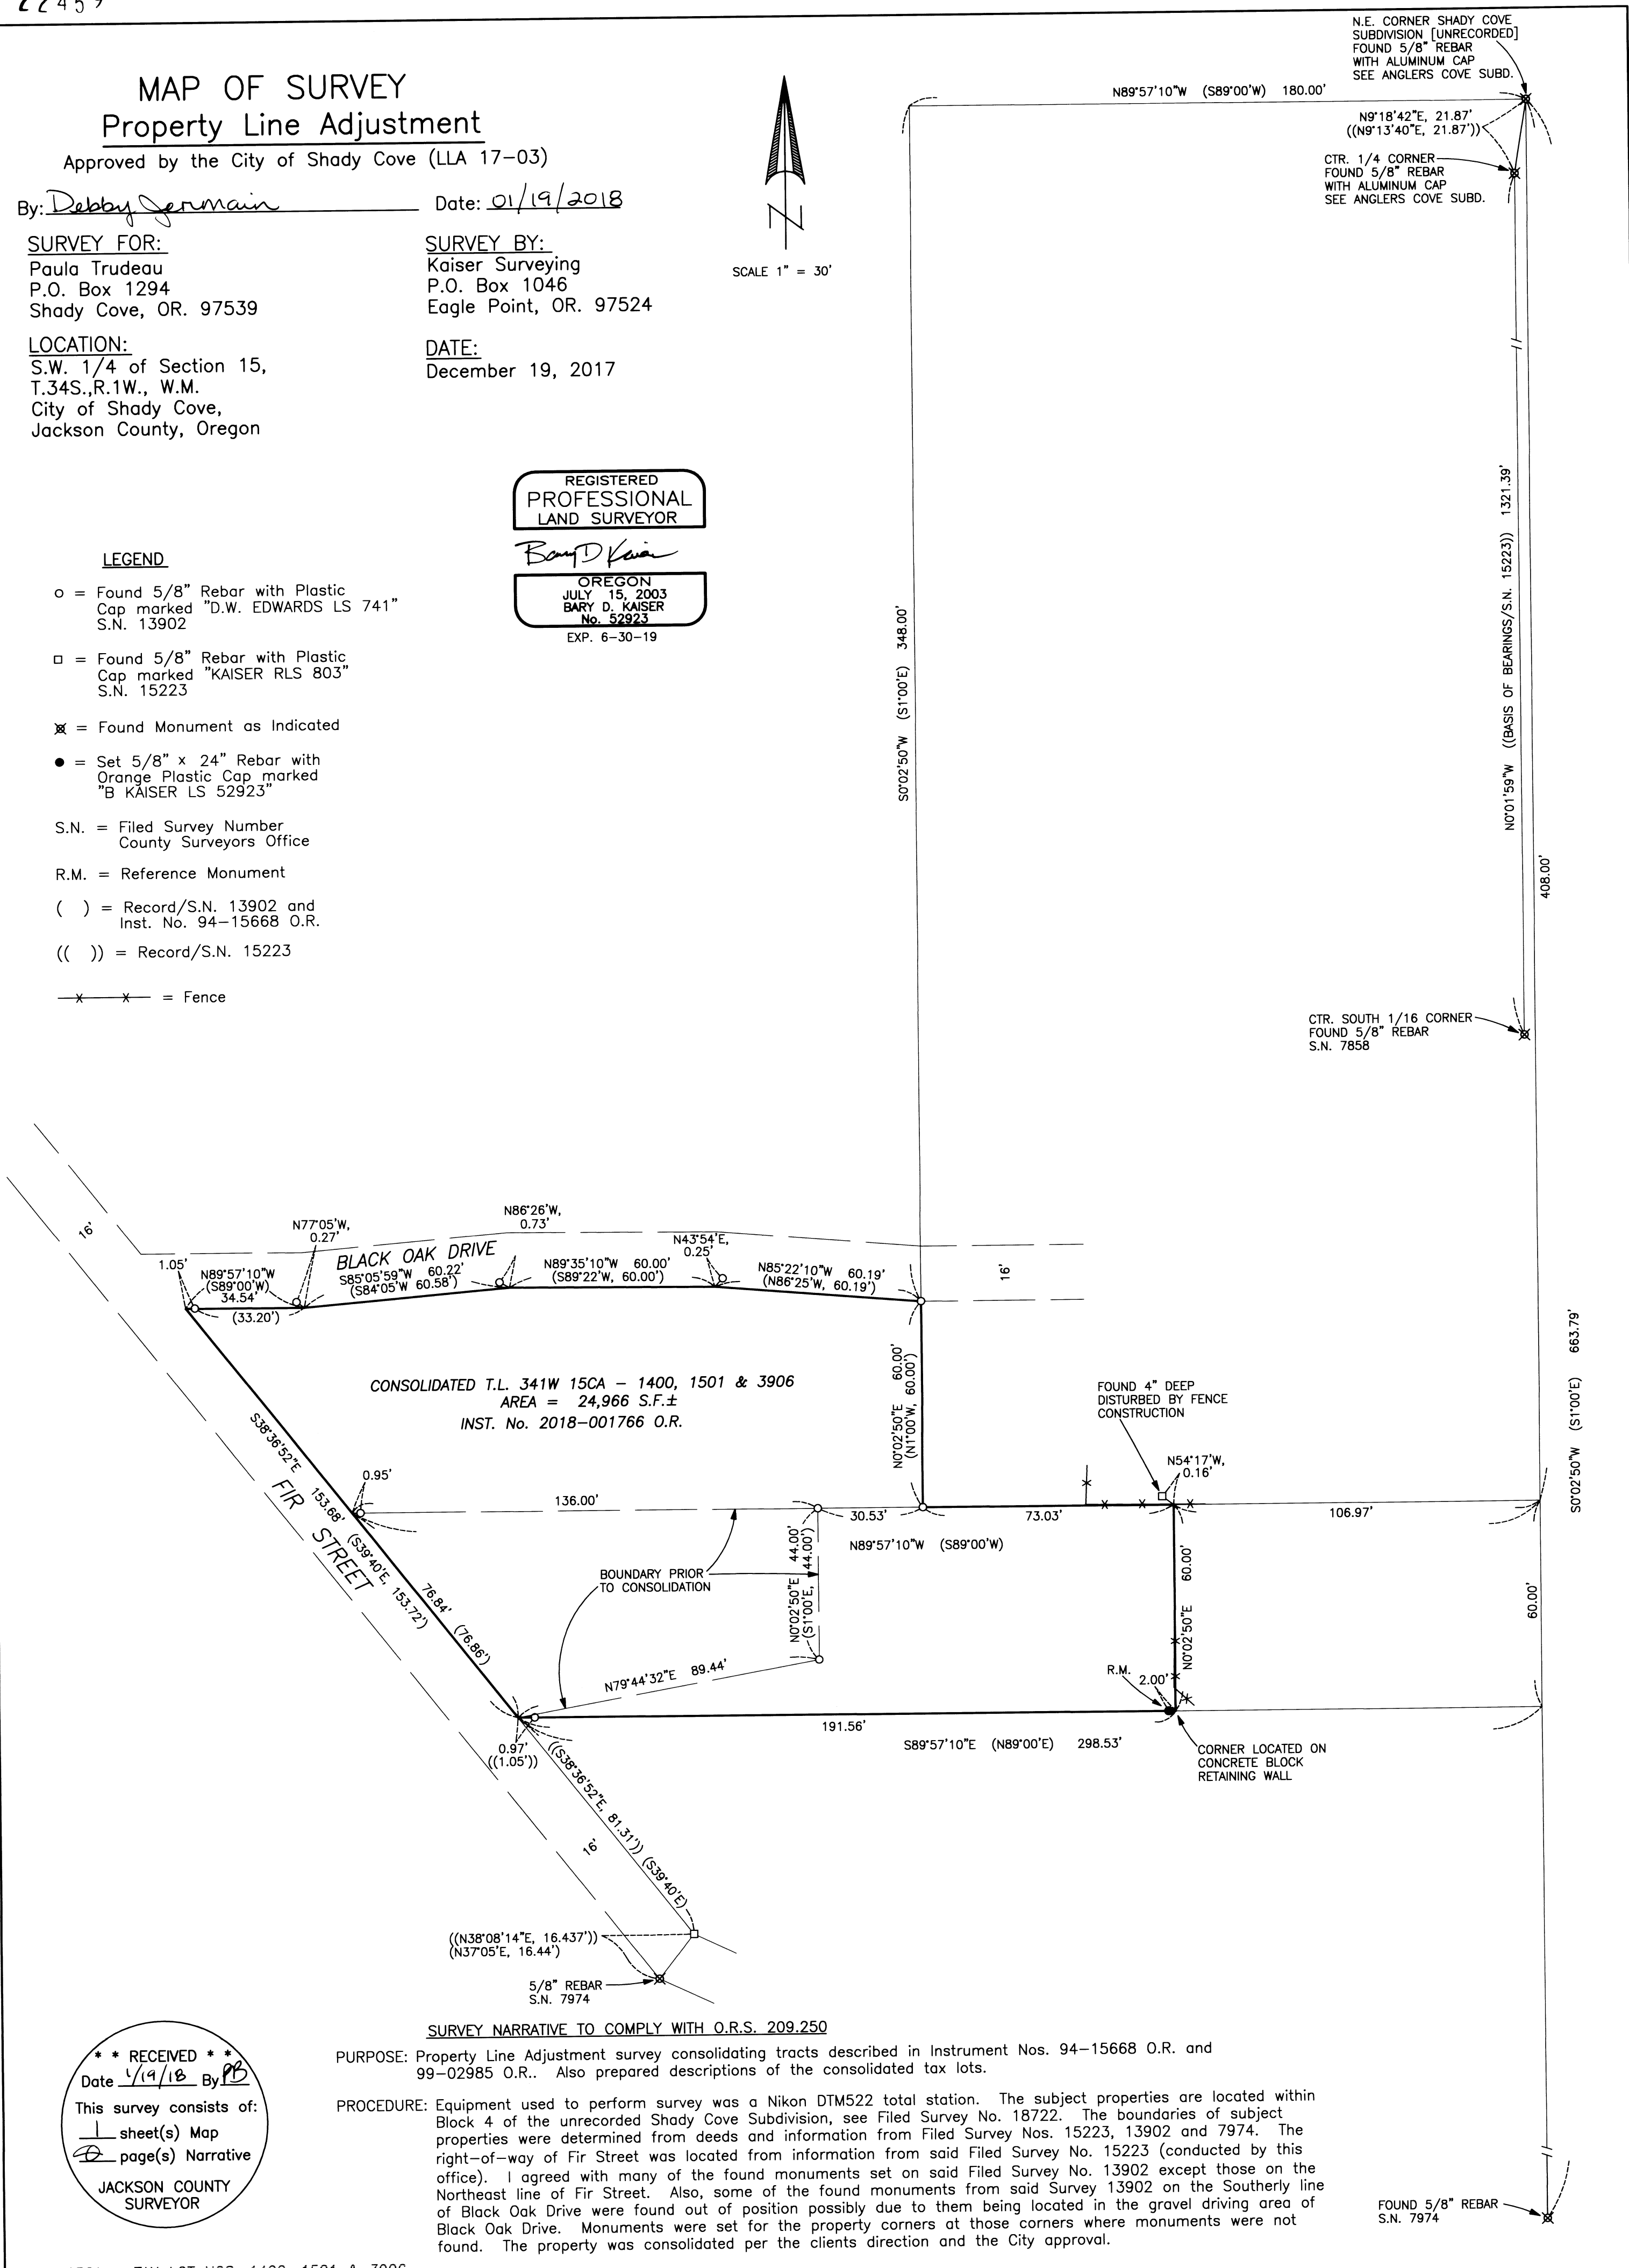 MAP OF SURVEY
Property Line Adjustment
Approved by the City of Shady Cove (LLA 17-03)
By: Debby Jermain Date: 01/19/2018
SURVEY FOR:
Paula Trudeau
P.O. Box 1294
Shady Cove, OR. 97539
SURVEY BY:
Kaiser Surveying
P.O. Box 1046
Eagle Point, OR. 97524
LOCATION:
S.W. 1/4 of Section 15,
T.34S.,R.1W., W.M.
City of Shady Cove,
Jackson County, Oregon
DATE:
December 19, 2017
N
SCALE 1" = 30'
REGISTERED
PROFESSIONAL
LAND SURVEYOR
Bary D Kaiser
OREGON
JULY 15, 2003
BARY D. KAISER
No. 52923
EXP. 6-30-19
LEGEND
o = Found 5/8" Rebar with Plastic
Cap marked "D.W. EDWARDS LS 741"
S.N. 13902
□ = Found 5/8" Rebar with Plastic
Cap marked "KAISER RLS 803"
S.N. 15223
= Found Monument as Indicated
● = Set 5/8" x 24" Rebar with
Orange Plastic Cap marked
"B KAISER LS 52923"
S.N. = Filed Survey Number
County Surveyors Office
R.M. = Reference Monument
( ) = Record/S.N. 13902 and
Inst. No. 94-15668 O.R.
(( )) = Record/S.N. 15223
—x—x— = Fence
N.E. CORNER SHADY COVE
SUBDIVISION [UNRECORDED]
FOUND 5/8" REBAR
WITH ALUMINUM CAP
SEE ANGLERS COVE SUBD.
N89°57'10"W (S89°00'W) 180.00'
N9°18'42"E, 21.87'
((N9°13'40"E, 21.87'))
CTR. 1/4 CORNER
FOUND 5/8" REBAR
WITH ALUMINUM CAP
SEE ANGLERS COVE SUBD.
S0°02'50"W (S1°00'E) 348.00'
N0°01'59"W ((BASIS OF BEARINGS/S.N. 15223)) 1321.39'
408.00'
CTR. SOUTH 1/16 CORNER
FOUND 5/8" REBAR
S.N. 7858
S0°02'50"W (S1°00'E) 663.79'
16'
N77°05'W,
0.27'
N86°26'W,
0.73'
N43°54'E,
0.25'
BLACK OAK DRIVE
1.05'
N89°57'10"W
(S89°00'W)
34.54'
(33.20')
S85°05'59"W 60.22'
(S84°05'W 60.58')
N89°35'10"W 60.00'
(S89°22'W, 60.00')
N85°22'10"W 60.19'
(N86°25'W, 60.19')
16'
CONSOLIDATED T.L. 341W 15CA - 1400, 1501 & 3906
AREA = 24,966 S.F.±
INST. No. 2018-001766 O.R.
N0°02'50"E 60.00'
(N1°00'W, 60.00')
FOUND 4" DEEP
DISTURBED BY FENCE
CONSTRUCTION
N54°17'W,
0.16'
S38°36'52"E 153.68' (S39°40'E, 153.72')
FIR STREET
0.95'
136.00'
30.53'
73.03'
106.97'
N89°57'10"W (S89°00'W)
76.84' (76.86')
BOUNDARY PRIOR
TO CONSOLIDATION
N0°02'50"E 44.00'
(S1°00'E, 44.00')
N0°02'50"E 60.00'
60.00'
N79°44'32"E 89.44'
R.M.
2.00'
191.56'
S89°57'10"E (N89°00'E) 298.53'
CORNER LOCATED ON
CONCRETE BLOCK
RETAINING WALL
0.97'
((1.05'))
((S38°36'52"E, 81.31')) (S39°40'E)
16'
((N38°08'14"E, 16.437'))
(N37°05'E, 16.44')
5/8" REBAR
S.N. 7974
SURVEY NARRATIVE TO COMPLY WITH O.R.S. 209.250
PURPOSE: Property Line Adjustment survey consolidating tracts described in Instrument Nos. 94-15668 O.R. and
99-02985 O.R.. Also prepared descriptions of the consolidated tax lots.
PROCEDURE: Equipment used to perform survey was a Nikon DTM522 total station. The subject properties are located within
Block 4 of the unrecorded Shady Cove Subdivision, see Filed Survey No. 18722. The boundaries of subject
properties were determined from deeds and information from Filed Survey Nos. 15223, 13902 and 7974. The
right-of-way of Fir Street was located from information from said Filed Survey No. 15223 (conducted by this
office). I agreed with many of the found monuments set on said Filed Survey No. 13902 except those on the
Northeast line of Fir Street. Also, some of the found monuments from said Survey 13902 on the Southerly line
of Black Oak Drive were found out of position possibly due to them being located in the gravel driving area of
Black Oak Drive. Monuments were set for the property corners at those corners where monuments were not
found. The property was consolidated per the clients direction and the City approval.
* * RECEIVED * *
Date 1/19/18 By PB
This survey consists of:
1 sheet(s) Map
0 page(s) Narrative
JACKSON COUNTY
SURVEYOR
FOUND 5/8" REBAR
S.N. 7974